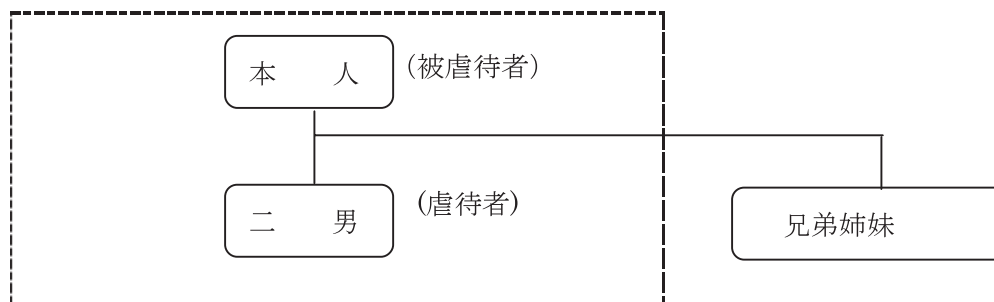 本　　人 （被虐待者）
二　　男 （虐待者）
兄弟姉妹